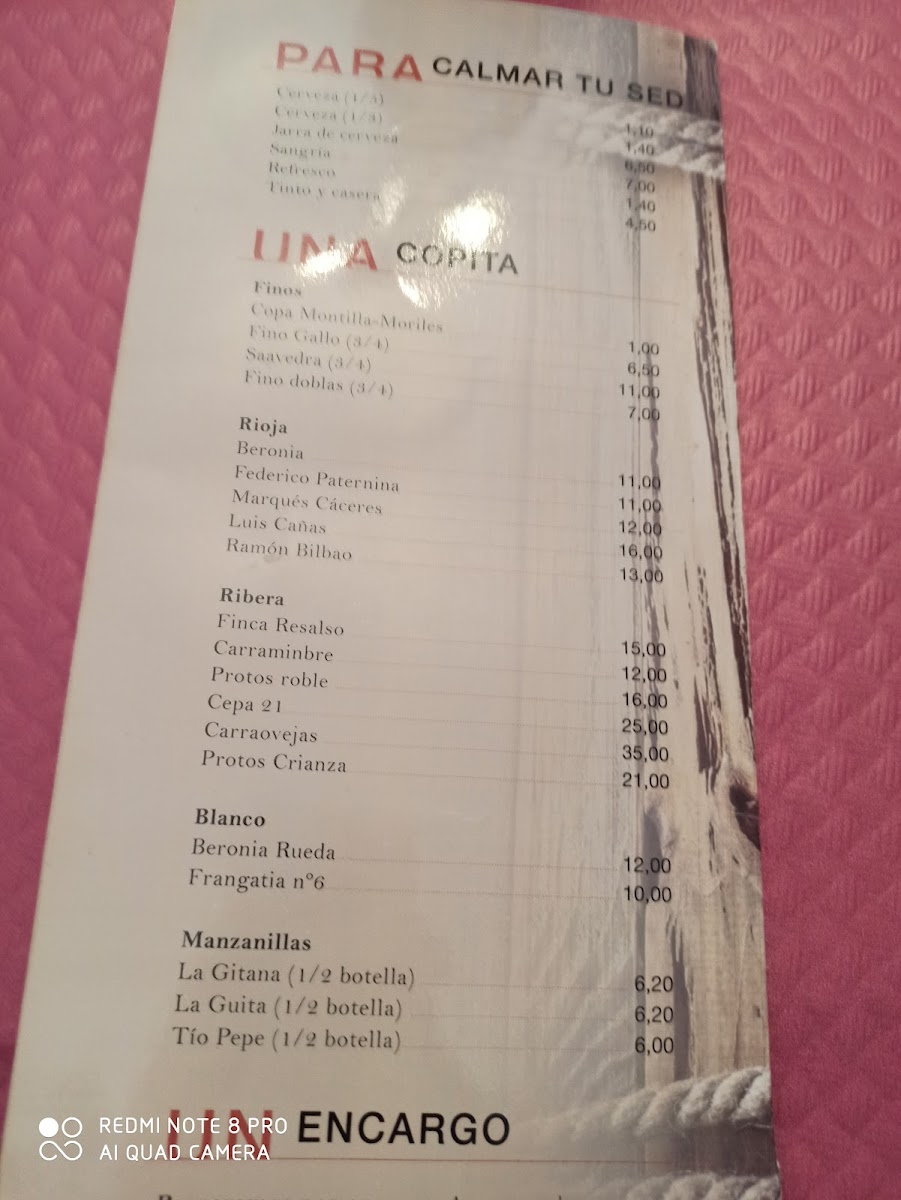 PARA CALMAR TU SED
Cerveza (1/5) 1,10
Cerveza (1/3) 1,40
Jarra de cerveza 6,50
Sangría 7,00
Refresco 1,40
Tinto y casera 4,50
UNA COPITA
Finos
Copa Montilla-Moriles 1,00
Fino Gallo (3/4) 6,50
Saavedra (3/4) 11,00
Fino doblas (3/4) 7,00
Rioja
Beronia 11,00
Federico Paternina 11,00
Marqués Cáceres 12,00
Luis Cañas 16,00
Ramón Bilbao 13,00
Ribera
Finca Resalso 15,00
Carraminbre 12,00
Protos roble 16,00
Cepa 21 25,00
Carraovejas 35,00
Protos Crianza 21,00
Blanco
Beronia Rueda 12,00
Frangatia nº6 10,00
Manzanillas
La Gitana (1/2 botella) 6,20
La Guita (1/2 botella) 6,20
Tío Pepe (1/2 botella) 6,00
UN ENCARGO
REDMI NOTE 8 PRO
AI QUAD CAMERA